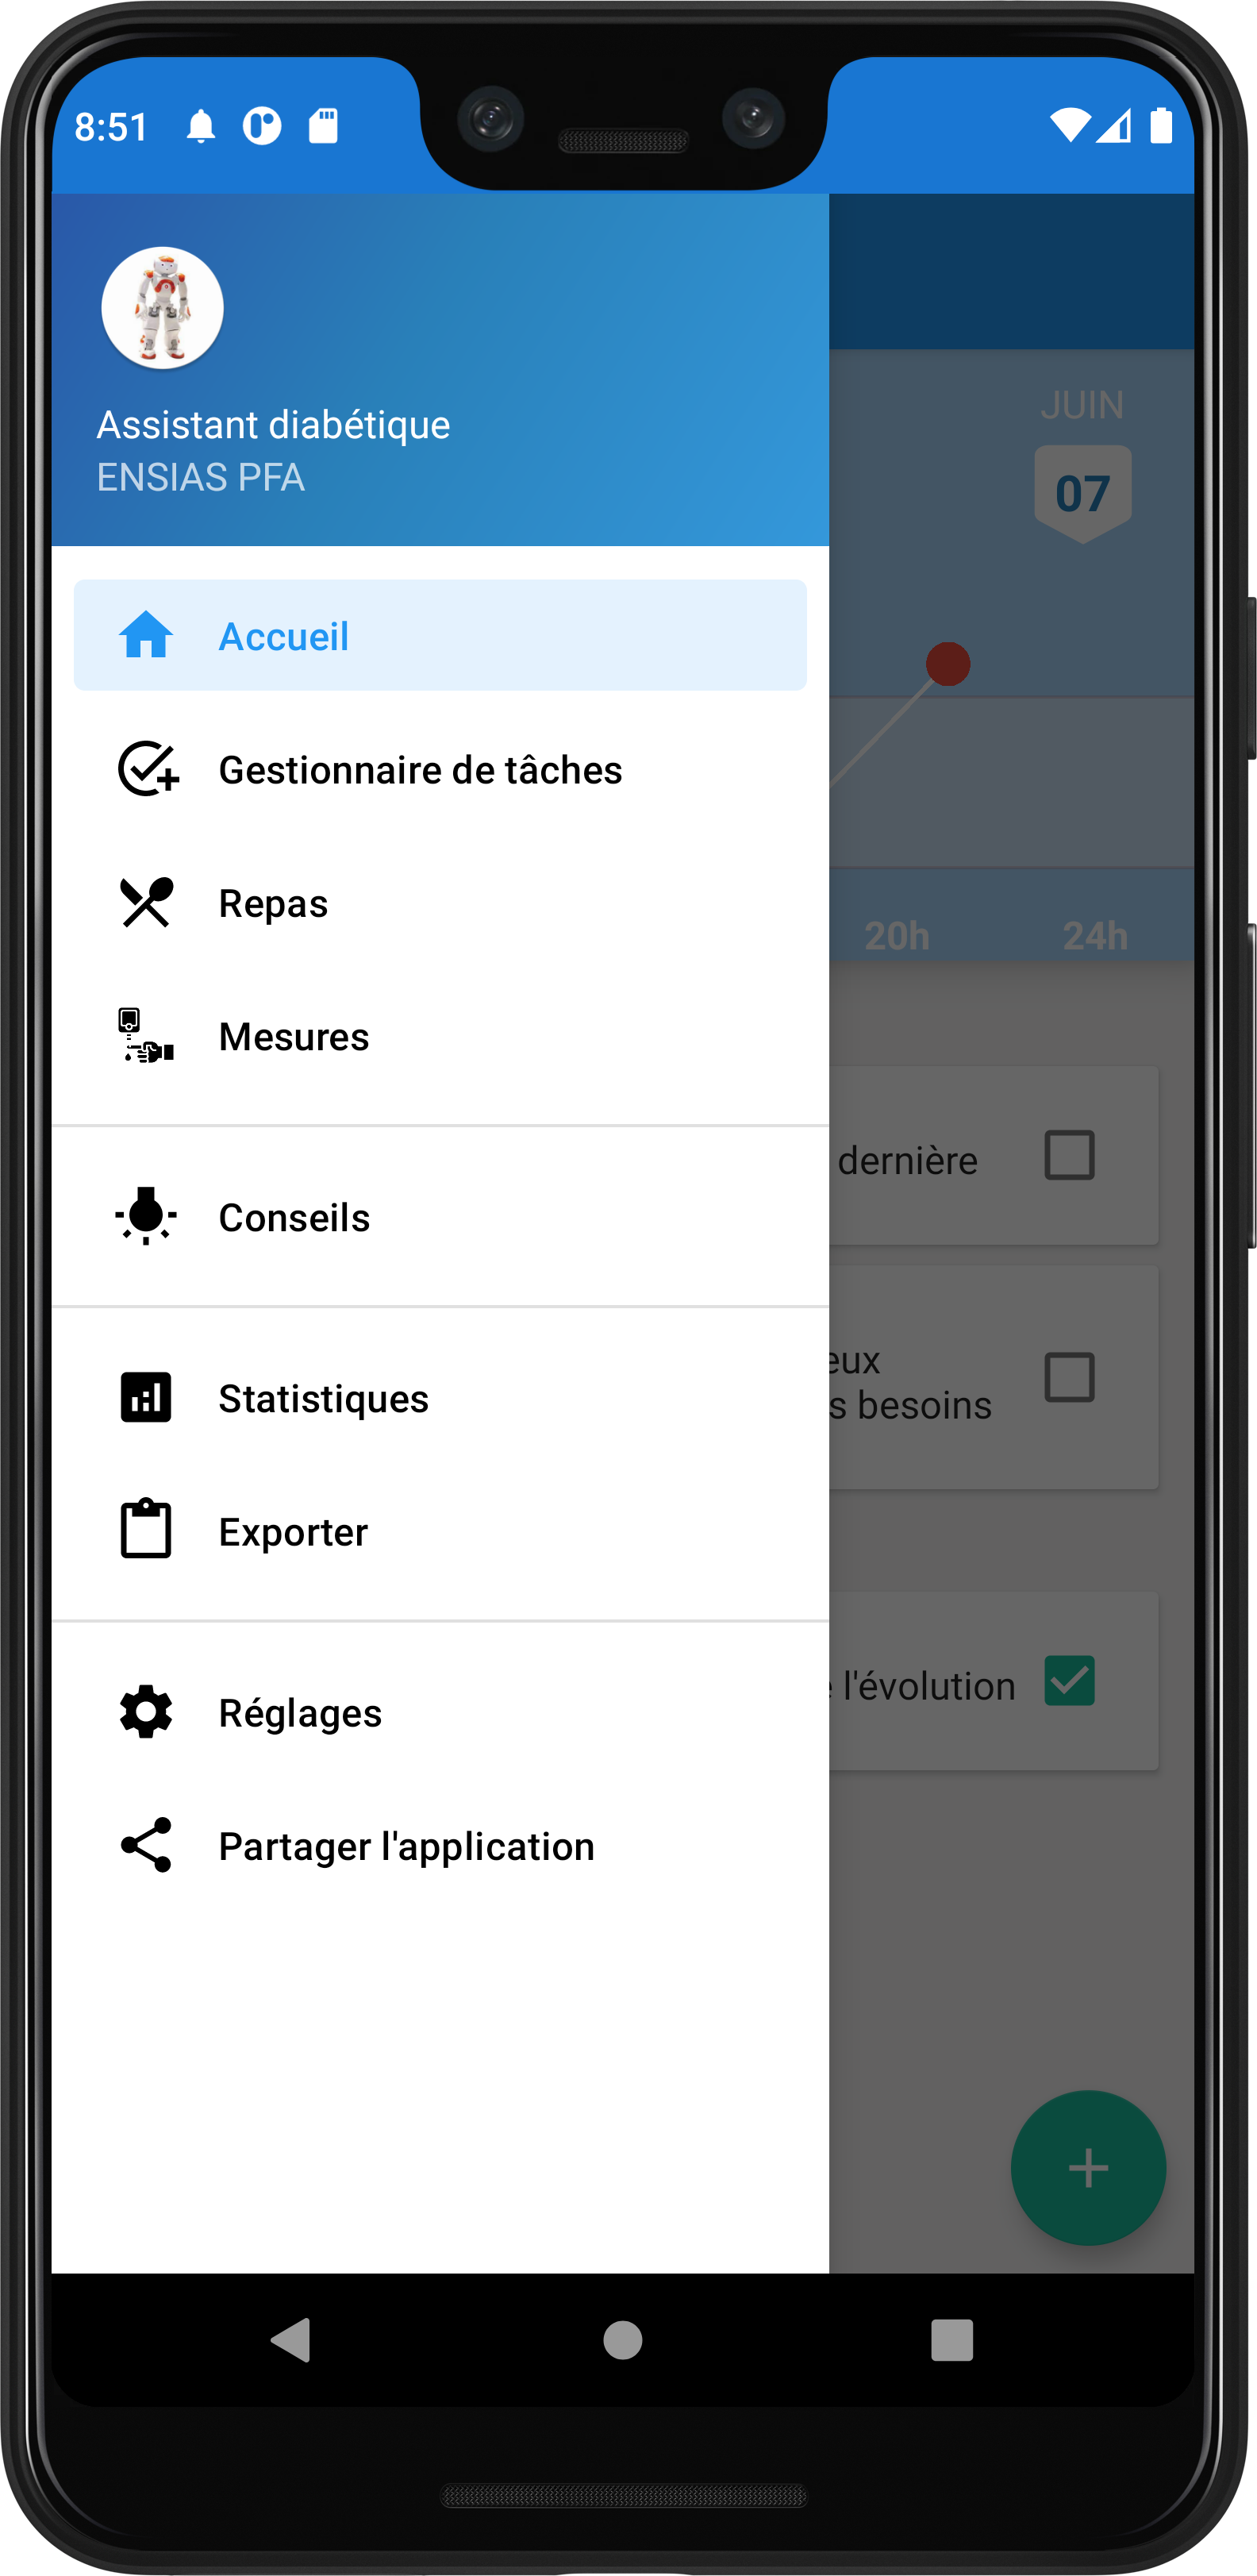 8:51
Assistant diabétique
ENSIAS PFA
Accueil
Gestionnaire de tâches
Repas
Mesures
Conseils
Statistiques
Exporter
Réglages
Partager l'application
JUIN
07
20h 24h
dernière
besoins
l'évolution